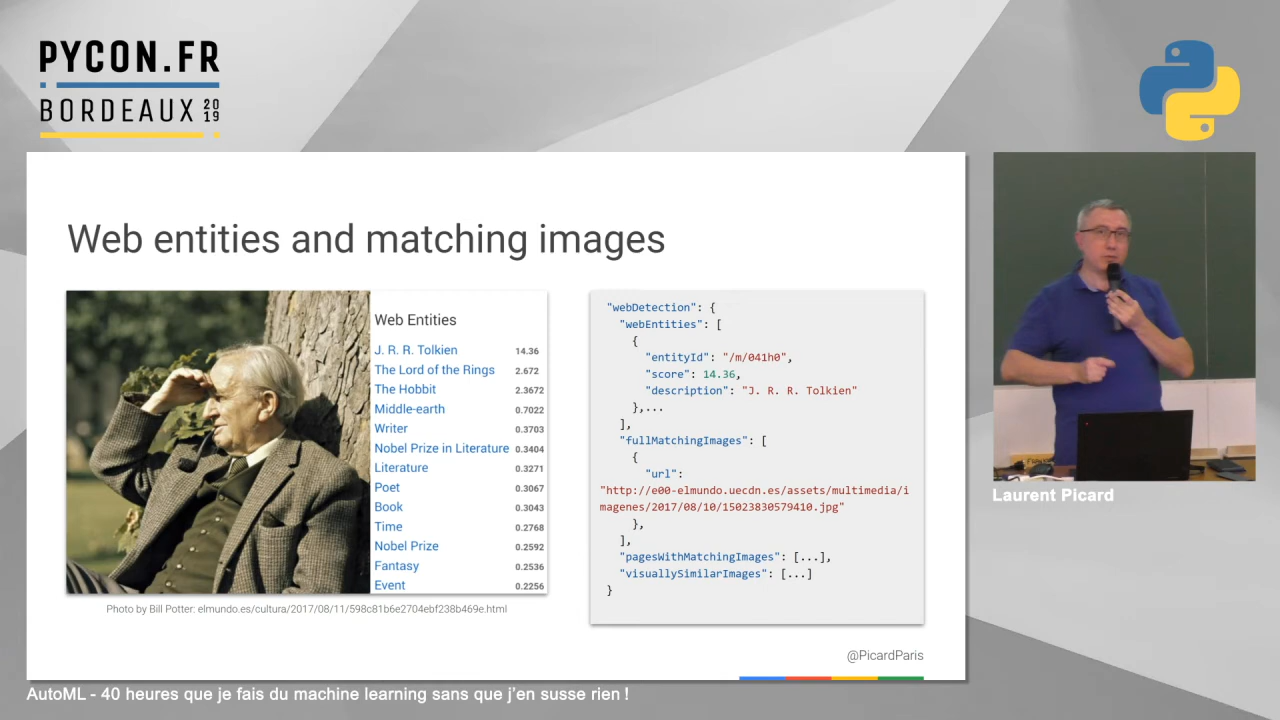 PYCON.FR
BORDEAUX 2019
Web entities and matching images
Web Entities
J. R. R. Tolkien 14.36
The Lord of the Rings 2.672
The Hobbit 2.3672
Middle-earth 0.7022
Writer 0.3703
Nobel Prize in Literature 0.3404
Literature 0.3271
Poet 0.3067
Book 0.3043
Time 0.2768
Nobel Prize 0.2592
Fantasy 0.2536
Event 0.2256
Photo by Bill Potter: elmundo.es/cultura/2017/08/11/598c81b6e2704ebf238b469e.html
"webDetection": {
"webEntities": [
{
"entityId": "/m/041h0",
"score": 14.36,
"description": "J. R. R. Tolkien"
},...
],
"fullMatchingImages": [
{
"url":
"http://e00-elmundo.uecdn.es/assets/multimedia/i
magenes/2017/08/10/15023830579410.jpg"
},
],
"pagesWithMatchingImages": [...],
"visuallySimilarImages": [...]
}
@PicardParis
Laurent Picard
AutoML - 40 heures que je fais du machine learning sans que j'en susse rien !